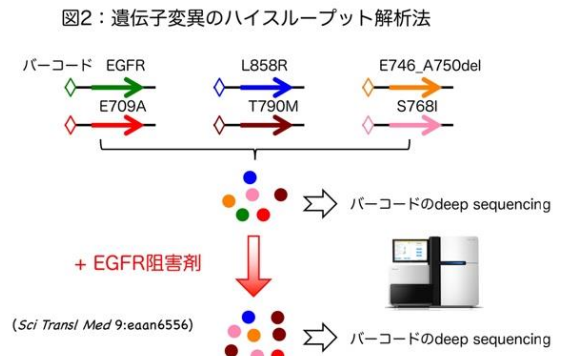 図2：遺伝子変異のハイスループット解析法
バーコード EGFR L858R E746_A750del
E709A T790M S768I
バーコードのdeep sequencing
+ EGFR阻害剤
(Sci Transl Med 9:eaan6556)
バーコードのdeep sequencing